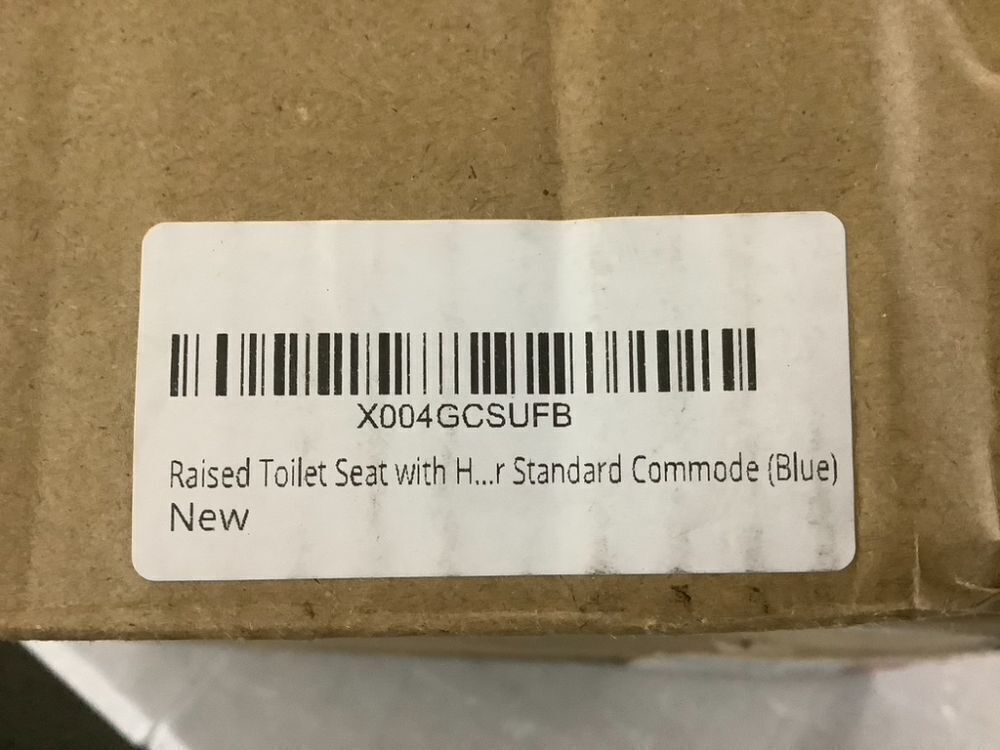 X004GCSUFB
Raised Toilet Seat with H...r Standard Commode (Blue)
New